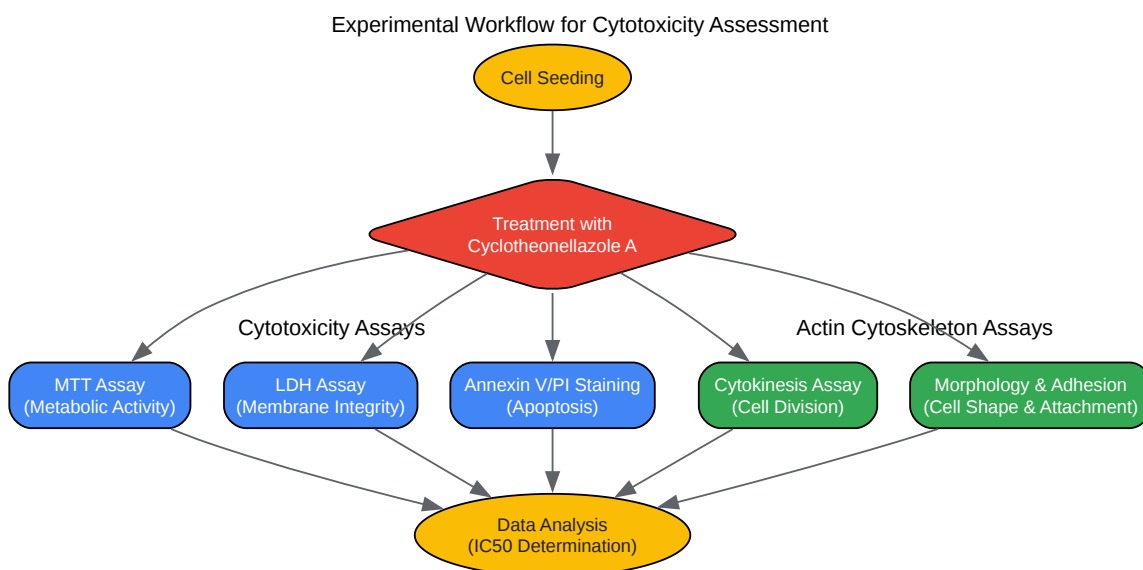 Experimental Workflow for Cytotoxicity Assessment
Cell Seeding
Treatment with
Cyclotheonellazole A
Cytotoxicity Assays
Actin Cytoskeleton Assays
MTT Assay
(Metabolic Activity)
LDH Assay
(Membrane Integrity)
Annexin V/PI Staining
(Apoptosis)
Cytokinesis Assay
(Cell Division)
Morphology & Adhesion
(Cell Shape & Attachment)
Data Analysis
(IC50 Determination)